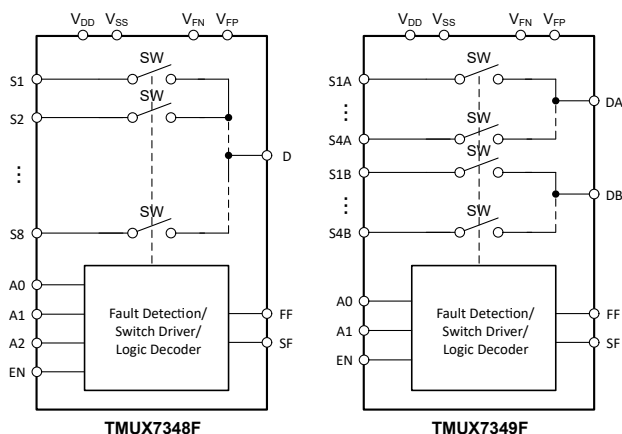 VDD VSS VFN VFP
S1
SW
S2
SW
⋮
D
S8
SW
A0
A1
A2
EN
Fault Detection/
Switch Driver/
Logic Decoder
FF
SF
TMUX7348F
VDD VSS VFN VFP
S1A
SW
DA
⋮
S4A
S1B
SW
DB
⋮
S4B
SW
A0
A1
EN
Fault Detection/
Switch Driver/
Logic Decoder
FF
SF
TMUX7349F